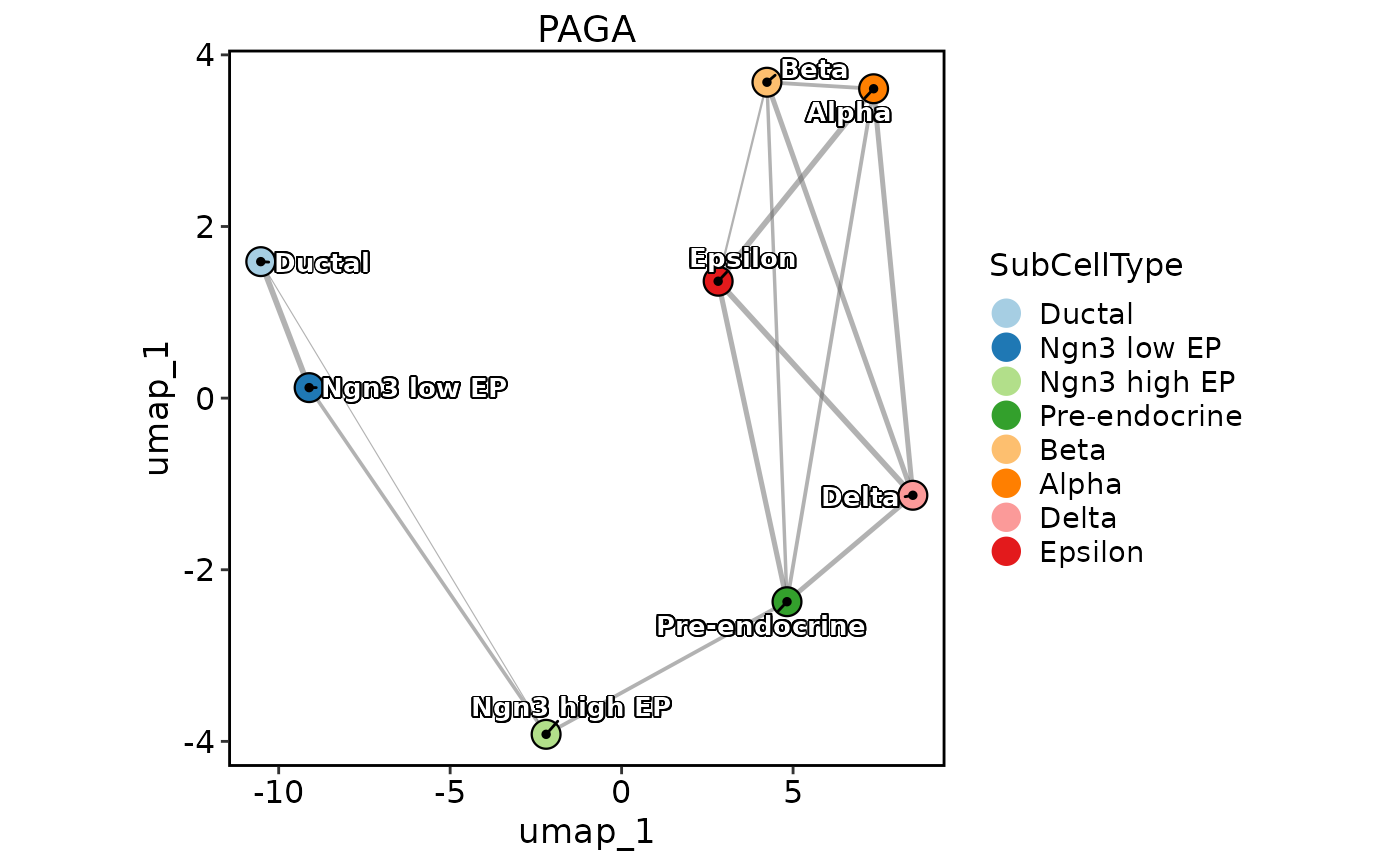 PAGA
4
2
0
-2
-4
umap_1
Beta
Alpha
Epsilon
Ductal
Ngn3 low EP
Delta
Pre-endocrine
Ngn3 high EP
-10
-5
0
5
umap_1
SubCellType
Ductal
Ngn3 low EP
Ngn3 high EP
Pre-endocrine
Beta
Alpha
Delta
Epsilon